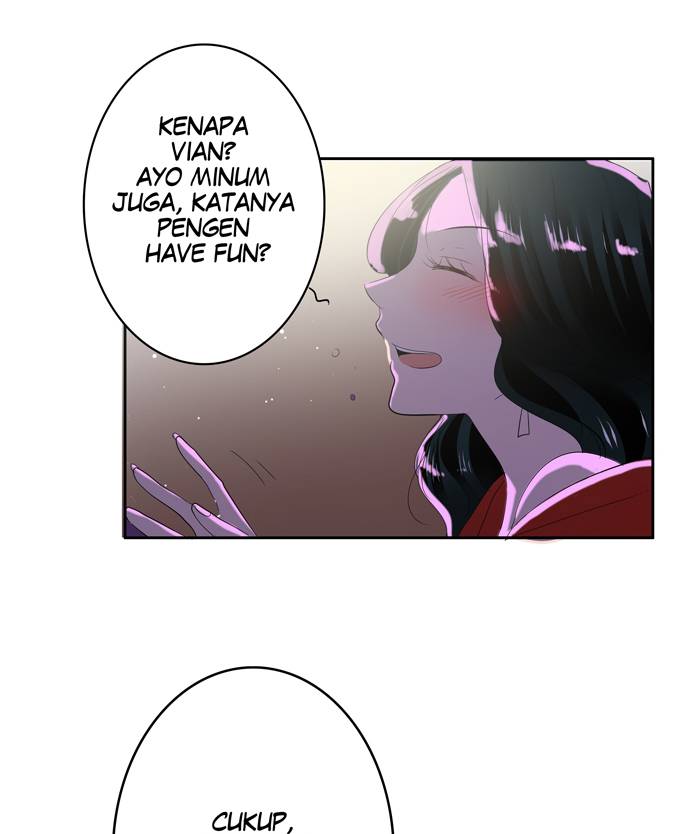 KENAPA
VIAN?
AYO MINUM
JUGA, KATANYA
PENGEN
HAVE FUN?
CUKUP,